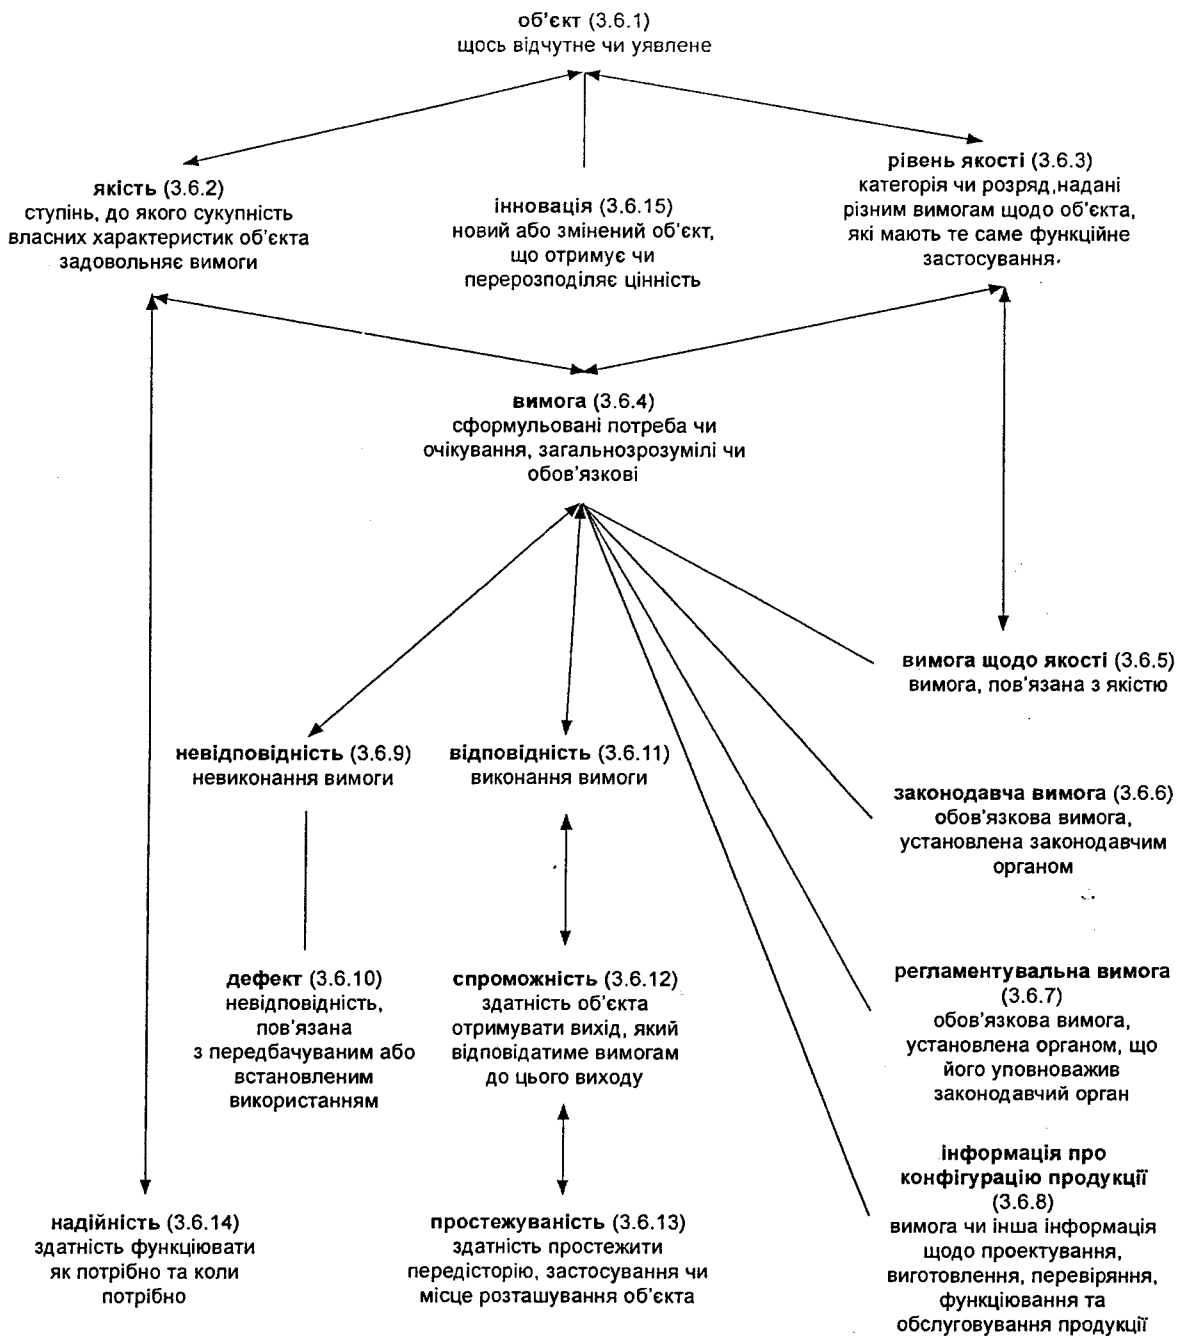 об'єкт (3.6.1)
щось відчутне чи уявлене
якість (3.6.2)
ступінь, до якого сукупність
власних характеристик об'єкта
задовольняє вимоги
інновація (3.6.15)
новий або змінений об'єкт,
що отримує чи
перерозподіляє цінність
рівень якості (3.6.3)
категорія чи розряд,надані
різним вимогам щодо об'єкта,
які мають те саме функційне
застосування.
вимога (3.6.4)
сформульовані потреба чи
очікування, загальнозрозумілі чи
обов'язкові
вимога щодо якості (3.6.5)
вимога, пов'язана з якістю
невідповідність (3.6.9)
невиконання вимоги
відповідність (3.6.11)
виконання вимоги
законодавча вимога (3.6.6)
обов'язкова вимога,
установлена законодавчим
органом
дефект (3.6.10)
невідповідність,
пов'язана
з передбачуваним або
встановленим
використанням
спроможність (3.6.12)
здатність об'єкта
отримувати вихід, який
відповідатиме вимогам
до цього виходу
регламентувальна вимога
(3.6.7)
обов'язкова вимога,
установлена органом, що
його уповноважив
законодавчий орган
надійність (3.6.14)
здатність функціювати
як потрібно та коли
потрібно
простежуваність (3.6.13)
здатність простежити
передісторію, застосування чи
місце розташування об'єкта
інформація про
конфігурацію продукції
(3.6.8)
вимога чи інша інформація
щодо проектування,
виготовлення, перевіряння,
функціювання та
обслуговування продукції